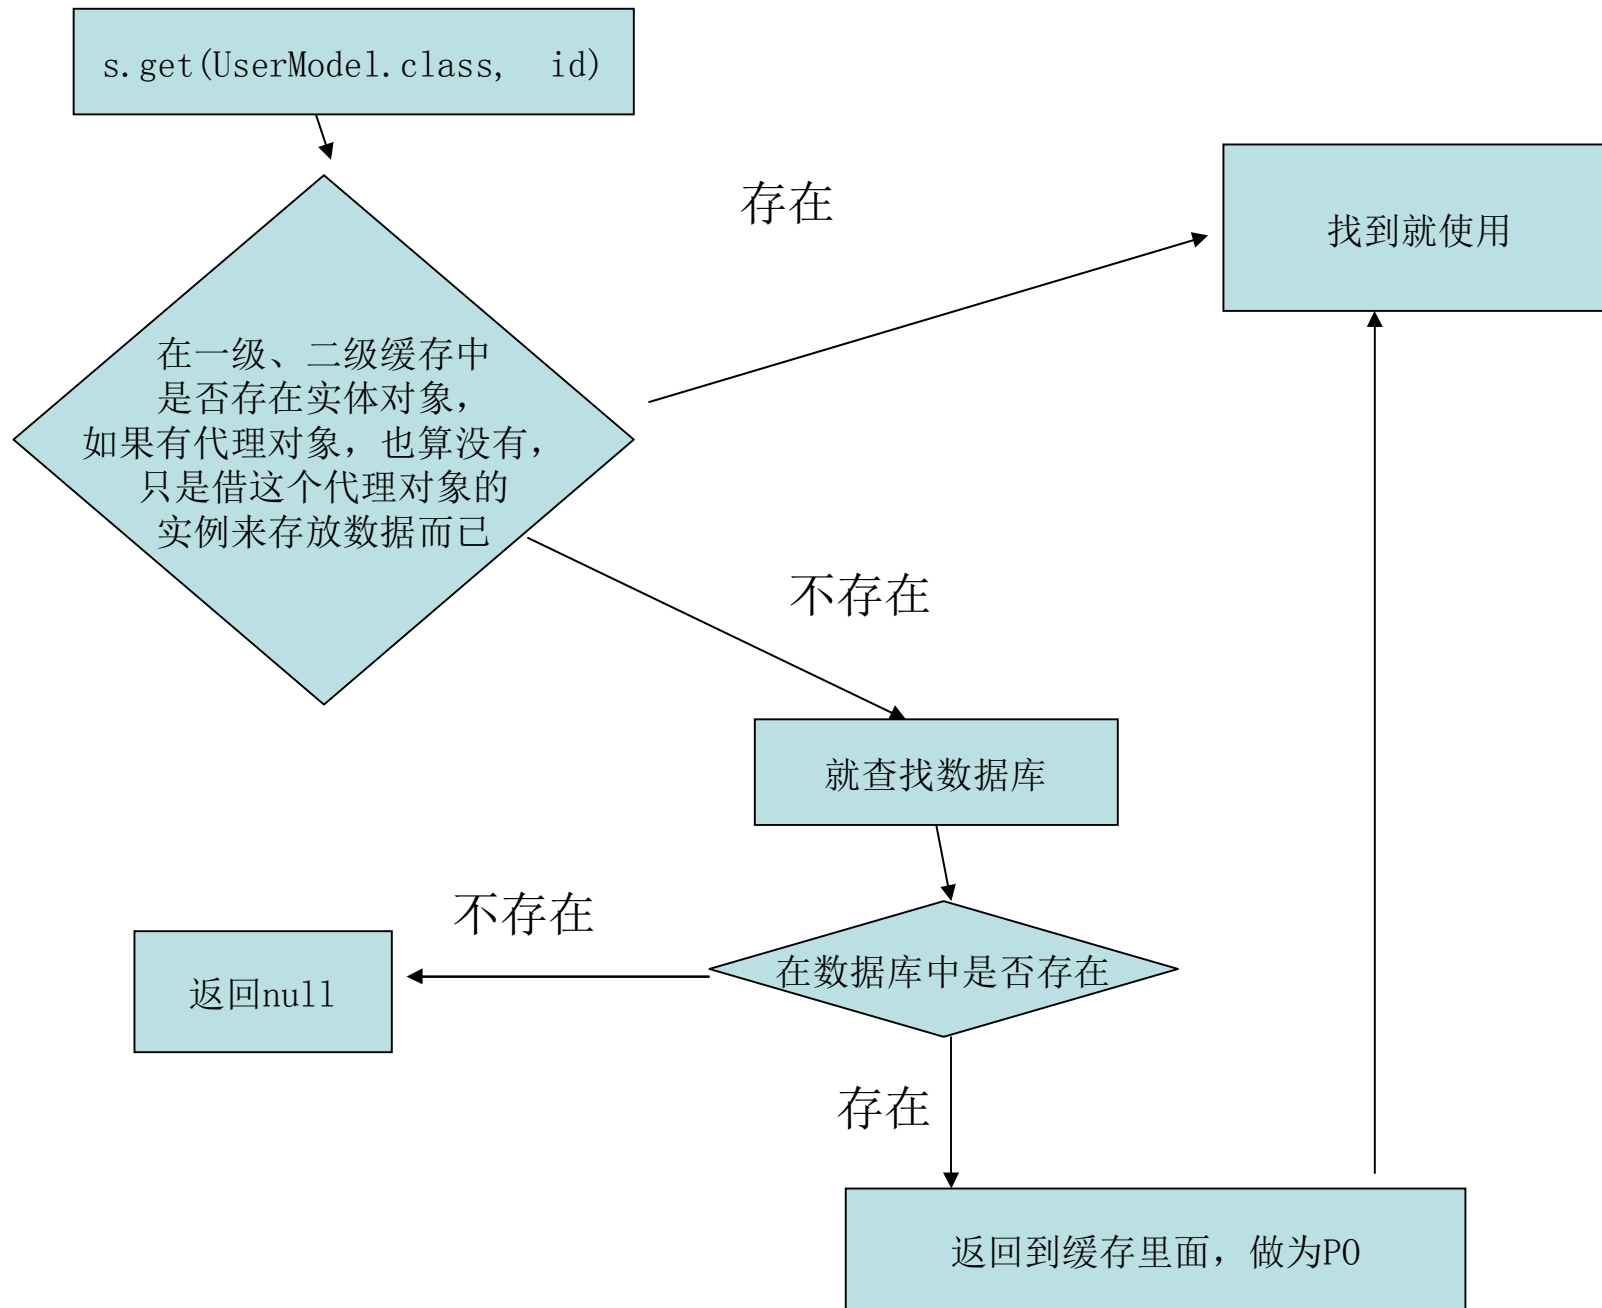 s.get(UserModel.class, id)
存在
找到就使用
在一级、二级缓存中
是否存在实体对象，
如果有代理对象，也算没有，
只是借这个代理对象的
实例来存放数据而已
不存在
就查找数据库
不存在
在数据库中是否存在
返回null
存在
返回到缓存里面，做为PO